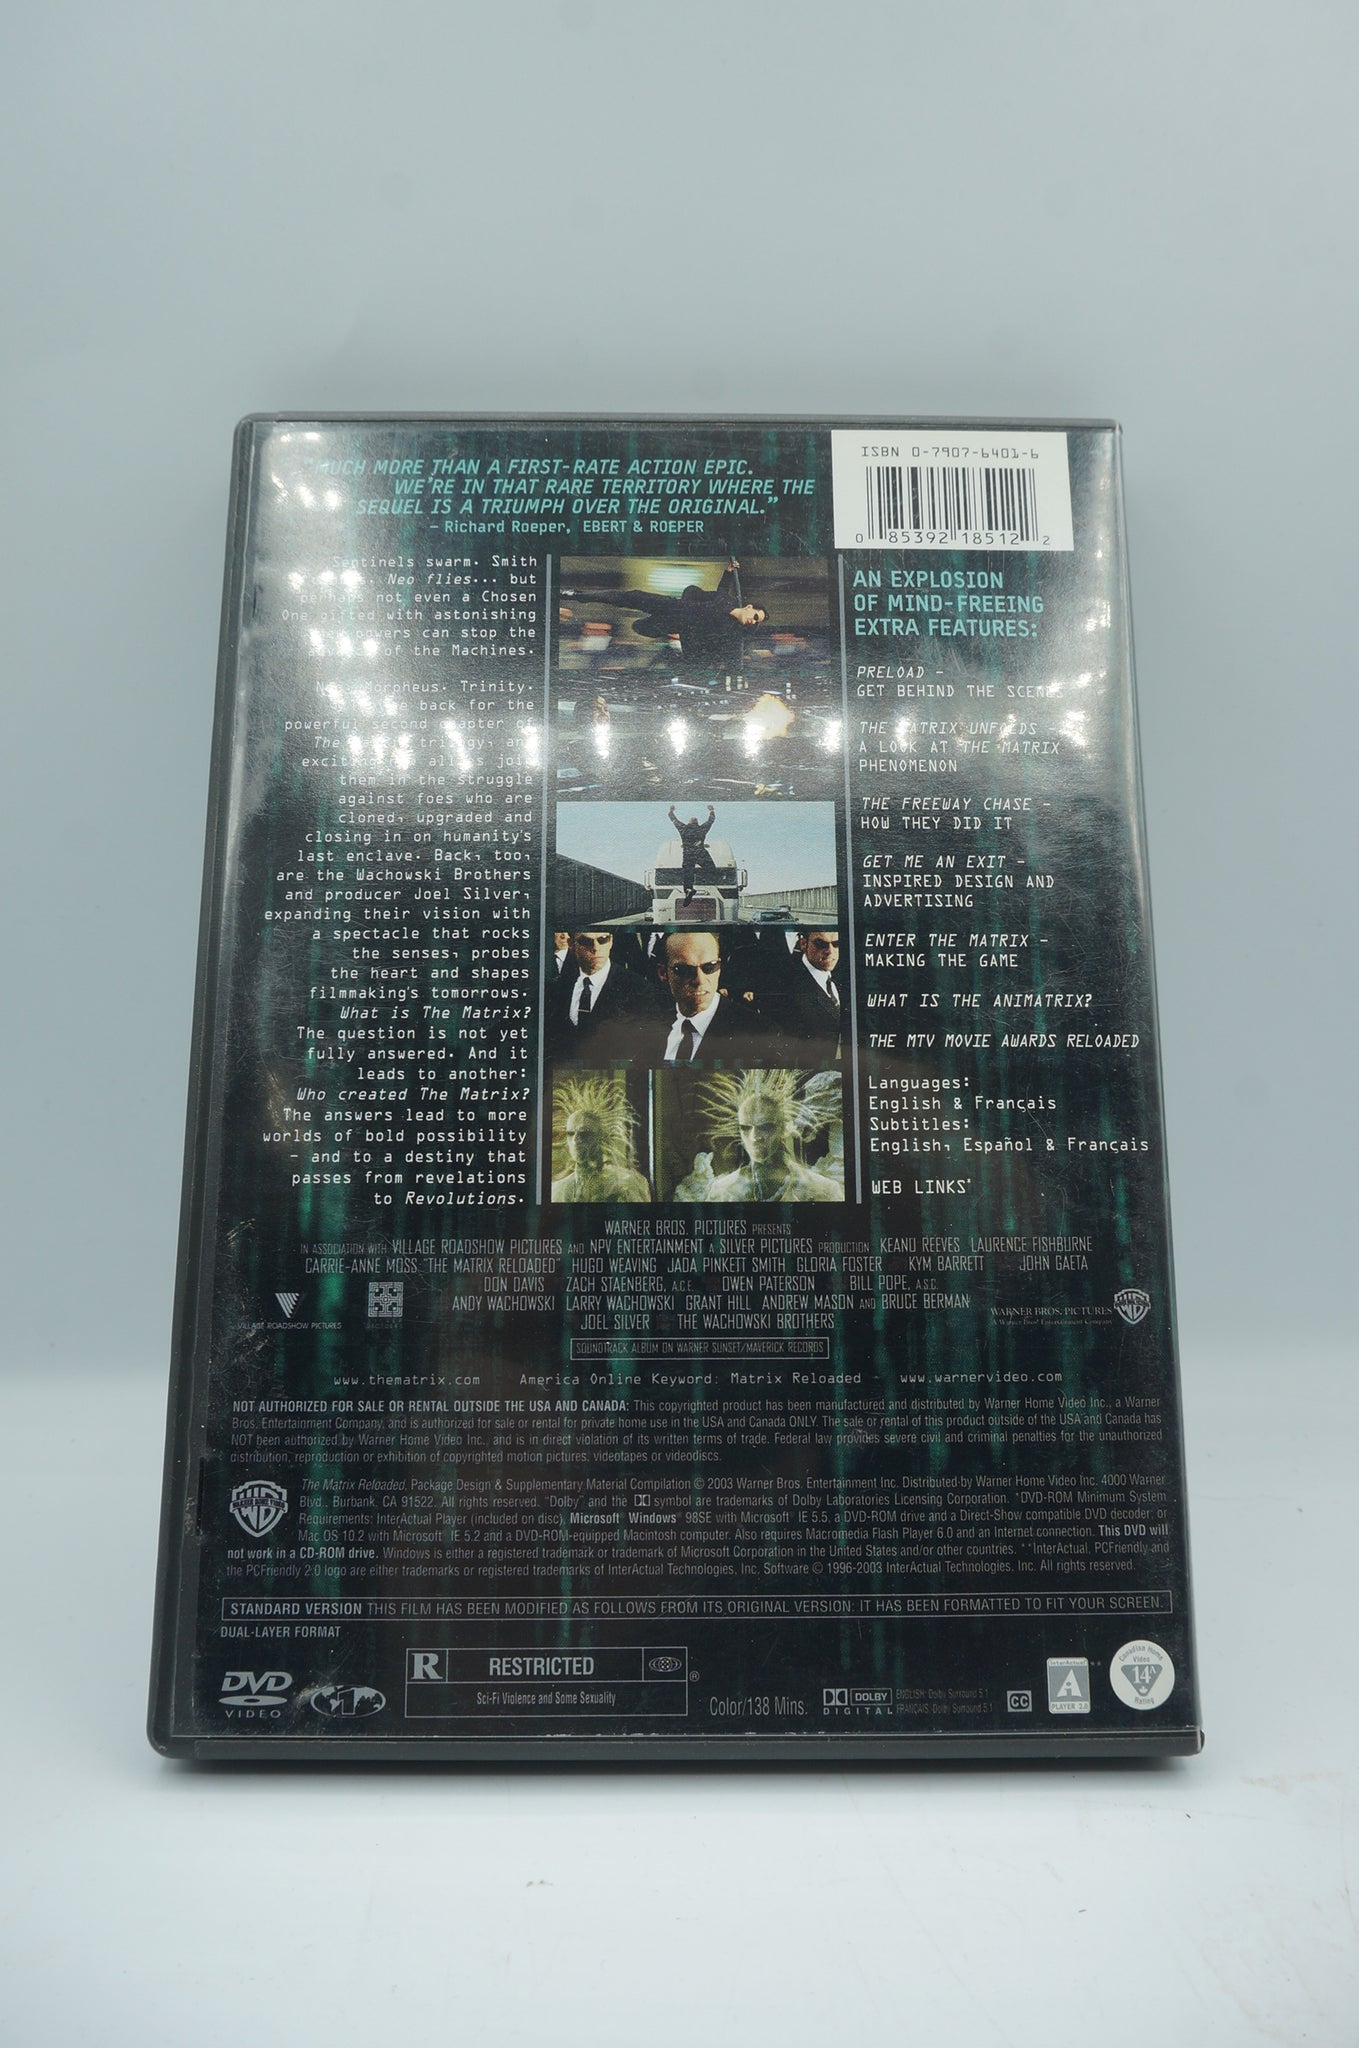 "MUCH MORE THAN A FIRST-RATE ACTION EPIC.
WE'RE IN THAT RARE TERRITORY WHERE THE
SEQUEL IS A TRIUMPH OVER THE ORIGINAL."
– Richard Roeper, EBERT & ROEPER
ISBN 0-7907-6401-6
0 85392 18512 2
Sentinels swarm. Smith
Neo flies... but
perhaps not even a Chosen
One gifted with astonishing
powers can stop the
of the Machines.
Morpheus. Trinity.
back for the
powerful second chapter of
The trilogy, and
exciting allies join
them in the struggle
against foes who are
cloned, upgraded and
closing in on humanity's
last enclave. Back, too,
are the Wachowski Brothers
and producer Joel Silver,
expanding their vision with
a spectacle that rocks
the senses, probes
the heart and shapes
filmmaking's tomorrows.
What is The Matrix?
The question is not yet
fully answered. And it
leads to another:
Who created The Matrix?
The answers lead to more
worlds of bold possibility
– and to a destiny that
passes from revelations
to Revolutions.
AN EXPLOSION
OF MIND-FREEING
EXTRA FEATURES:
PRELOAD –
GET BEHIND THE SCENES
THE MATRIX UNFOLDS –
A LOOK AT THE MATRIX
PHENOMENON
THE FREEWAY CHASE –
HOW THEY DID IT
GET ME AN EXIT –
INSPIRED DESIGN AND
ADVERTISING
ENTER THE MATRIX –
MAKING THE GAME
WHAT IS THE ANIMATRIX?
THE MTV MOVIE AWARDS RELOADED
Languages:
English & Français
Subtitles:
English, Español & Français
WEB LINKS*
WARNER BROS. PICTURES PRESENTS
IN ASSOCIATION WITH VILLAGE ROADSHOW PICTURES AND NPV ENTERTAINMENT A SILVER PICTURES PRODUCTION KEANU REEVES LAURENCE FISHBURNE
CARRIE-ANNE MOSS "THE MATRIX RELOADED" HUGO WEAVING JADA PINKETT SMITH GLORIA FOSTER KYM BARRETT JOHN GAETA
DON DAVIS ZACH STAENBERG, A.C.E. OWEN PATERSON BILL POPE, A.S.C.
ANDY WACHOWSKI LARRY WACHOWSKI GRANT HILL ANDREW MASON AND BRUCE BERMAN
JOEL SILVER THE WACHOWSKI BROTHERS
VILLAGE ROADSHOW PICTURES
WARNER BROS. PICTURES
A Warner Bros. Entertainment Company
SOUNDTRACK ALBUM ON WARNER SUNSET/MAVERICK RECORDS
www.thematrix.com America Online Keyword: Matrix Reloaded www.warnervideo.com
NOT AUTHORIZED FOR SALE OR RENTAL OUTSIDE THE USA AND CANADA: This copyrighted product has been manufactured and distributed by Warner Home Video Inc., a Warner
Bros. Entertainment Company, and is authorized for sale or rental for private home use in the USA and Canada ONLY. The sale or rental of this product outside of the USA and Canada has
NOT been authorized by Warner Home Video Inc., and is in direct violation of its written terms of trade. Federal law provides severe civil and criminal penalties for the unauthorized
distribution, reproduction or exhibition of copyrighted motion pictures, videotapes or videodiscs.
The Matrix Reloaded, Package Design & Supplementary Material Compilation © 2003 Warner Bros. Entertainment Inc. Distributed by Warner Home Video Inc. 4000 Warner
Blvd., Burbank, CA 91522. All rights reserved. "Dolby" and the DD symbol are trademarks of Dolby Laboratories Licensing Corporation. *DVD-ROM Minimum System
Requirements: InterActual Player (included on disc), Microsoft Windows 98SE with Microsoft IE 5.5, a DVD-ROM drive and a Direct-Show compatible DVD decoder; or
Mac OS 10.2 with Microsoft IE 5.2 and a DVD-ROM-equipped Macintosh computer. Also requires Macromedia Flash Player 6.0 and an Internet connection. This DVD will
not work in a CD-ROM drive. Windows is either a registered trademark or trademark of Microsoft Corporation in the United States and/or other countries. **InterActual, PCFriendly and
the PCFriendly 2.0 logo are either trademarks or registered trademarks of InterActual Technologies, Inc. Software © 1996-2003 InterActual Technologies, Inc. All rights reserved.
STANDARD VERSION THIS FILM HAS BEEN MODIFIED AS FOLLOWS FROM ITS ORIGINAL VERSION: IT HAS BEEN FORMATTED TO FIT YOUR SCREEN.
DUAL-LAYER FORMAT
DVD
VIDEO
1
R RESTRICTED ®
Sci-Fi Violence and Some Sexuality
Color/138 Mins.
DOLBY
DIGITAL
ENGLISH: Dolby Surround 5.1
FRANÇAIS: Dolby Surround 5.1
CC
InterActual **
A
PLAYER 2.0
Canadian Home
Video
14A
Rating